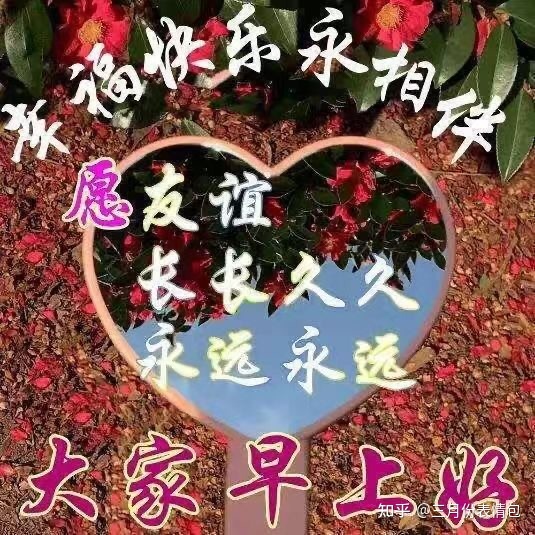 幸福快乐永相伴
愿友谊
长长久久
永远永远
大家早上好
知乎 @三月份表情包